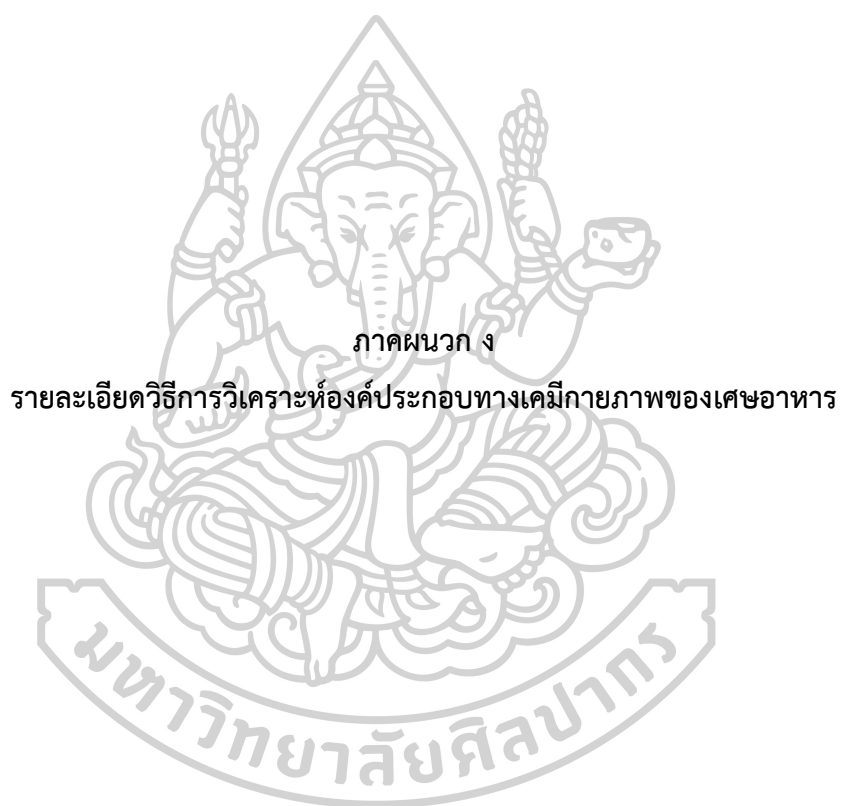 ภาคผนวก ง
รายละเอียดวิธีการวิเคราะห์องค์ประกอบทางเคมีกายภาพของเศษอาหาร
มหาวิทยาลัยศิลปากร